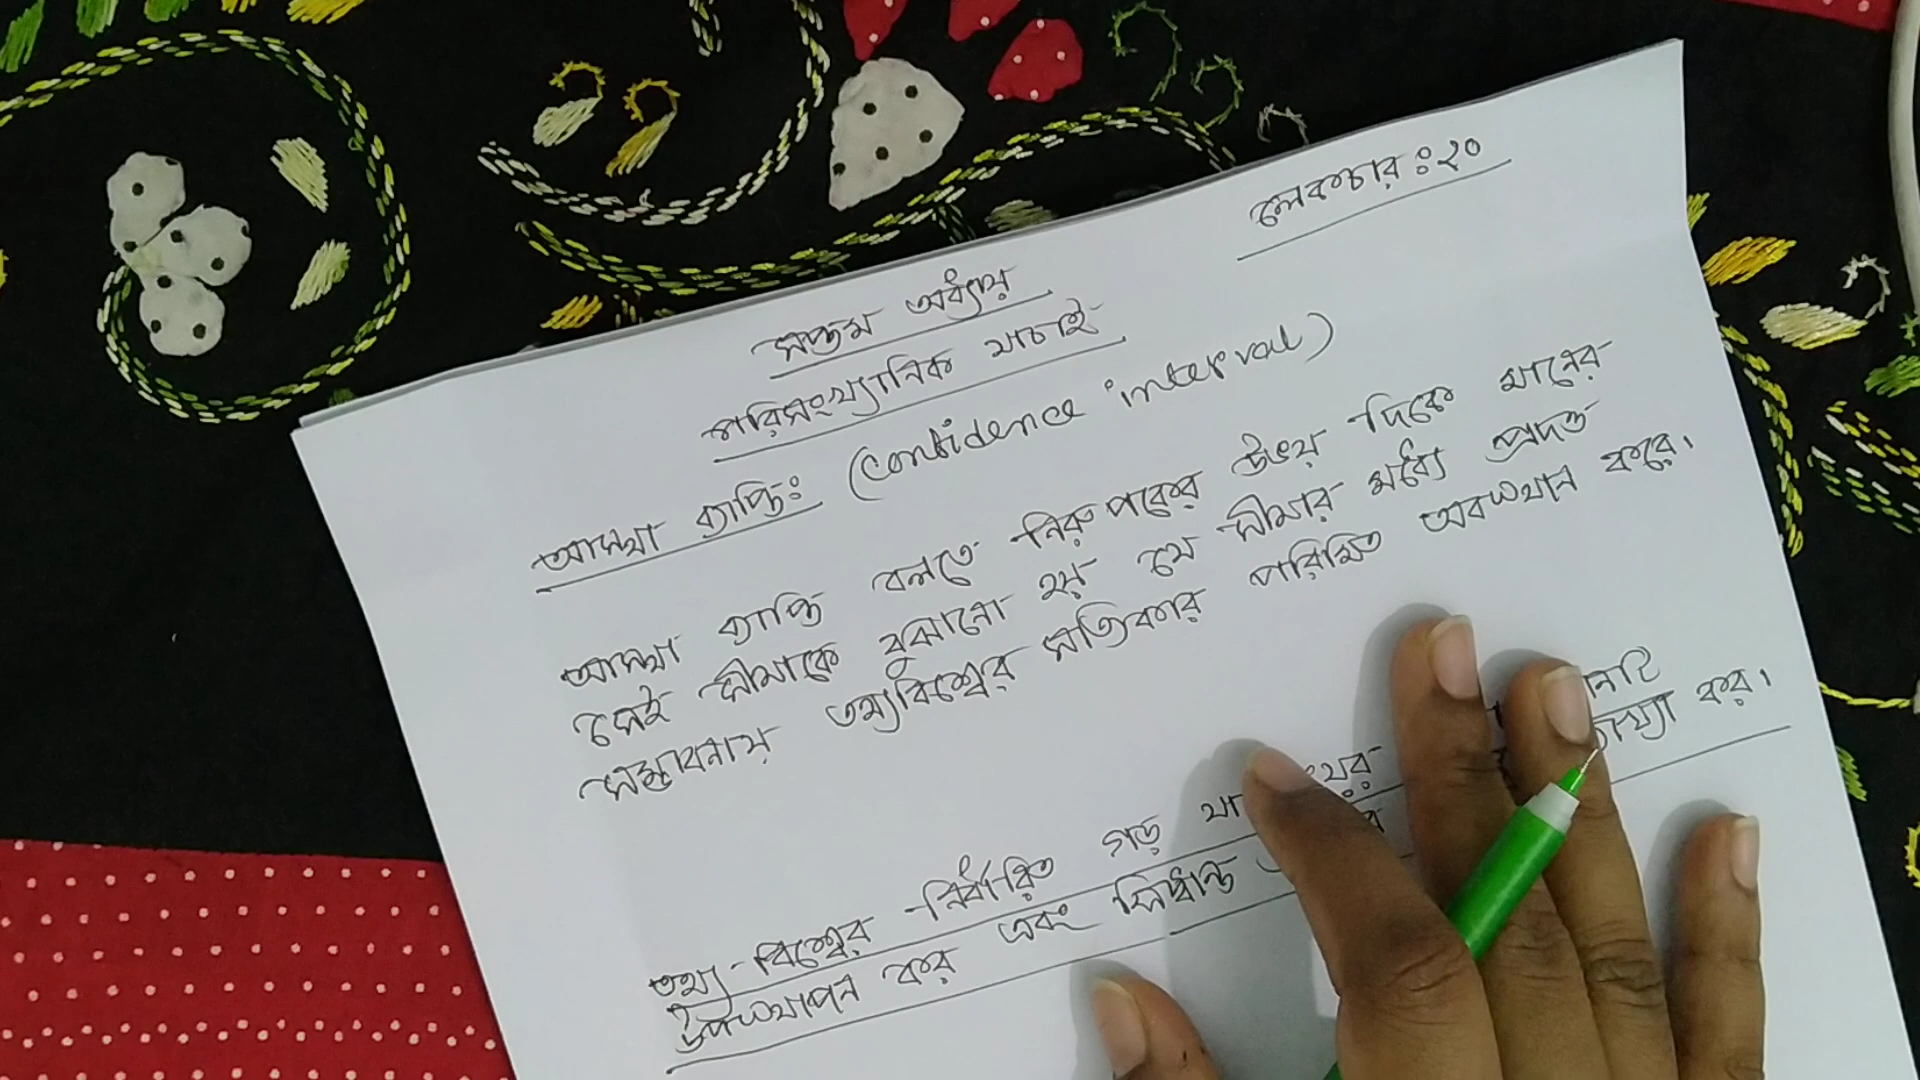 লেকচার ঃ ২০
সপ্তম অধ্যায়
পরিসংখ্যানিক যাচাই
আস্থা ব্যাপ্তিঃ (Confidence interval)
আস্থা ব্যাপ্তি বলতে নিরুপকের উভয় দিকে মানের
সেই সীমাকে বুঝানো হয় যে সীমার মধ্যে প্রদত্ত
সম্ভাবনায় তথ্যবিশ্বের সত্যিকার পরিমিত অবস্থান করে।
তথ্য-বিশ্বের নির্ধারিত গড়
উপস্থাপন কর এবং সিদ্ধান্ত কর।